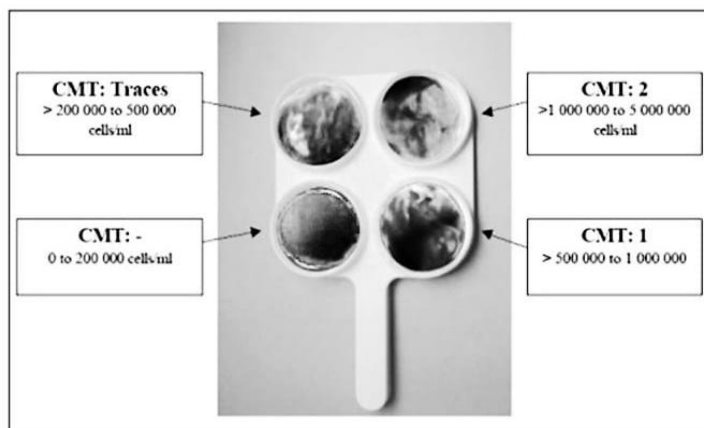 CMT: Traces
> 200 000 to 500 000
cells/ml
CMT: 2
>1 000 000 to 5 000 000
cells/ml
CMT: -
0 to 200 000 cells/ml
CMT: 1
> 500 000 to 1 000 000